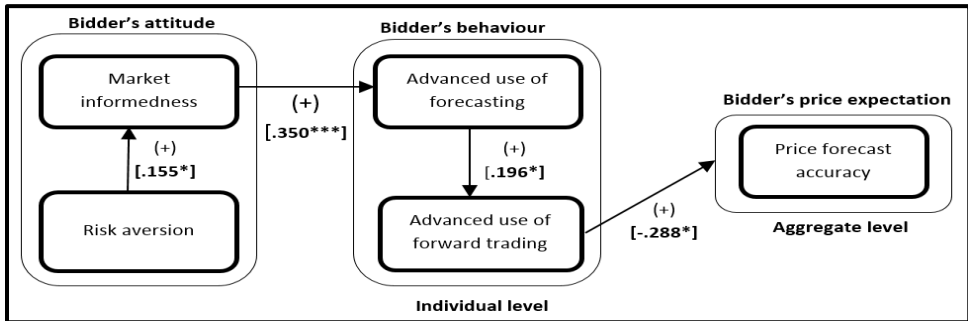 Bidder's attitude
Market
informedness
(+)
[.155*]
Risk aversion
(+)
[.350***]
Bidder's behaviour
Advanced use of
forecasting
(+)
[.196*]
Advanced use of
forward trading
Individual level
(+)
[-.288*]
Bidder's price expectation
Price forecast
accuracy
Aggregate level